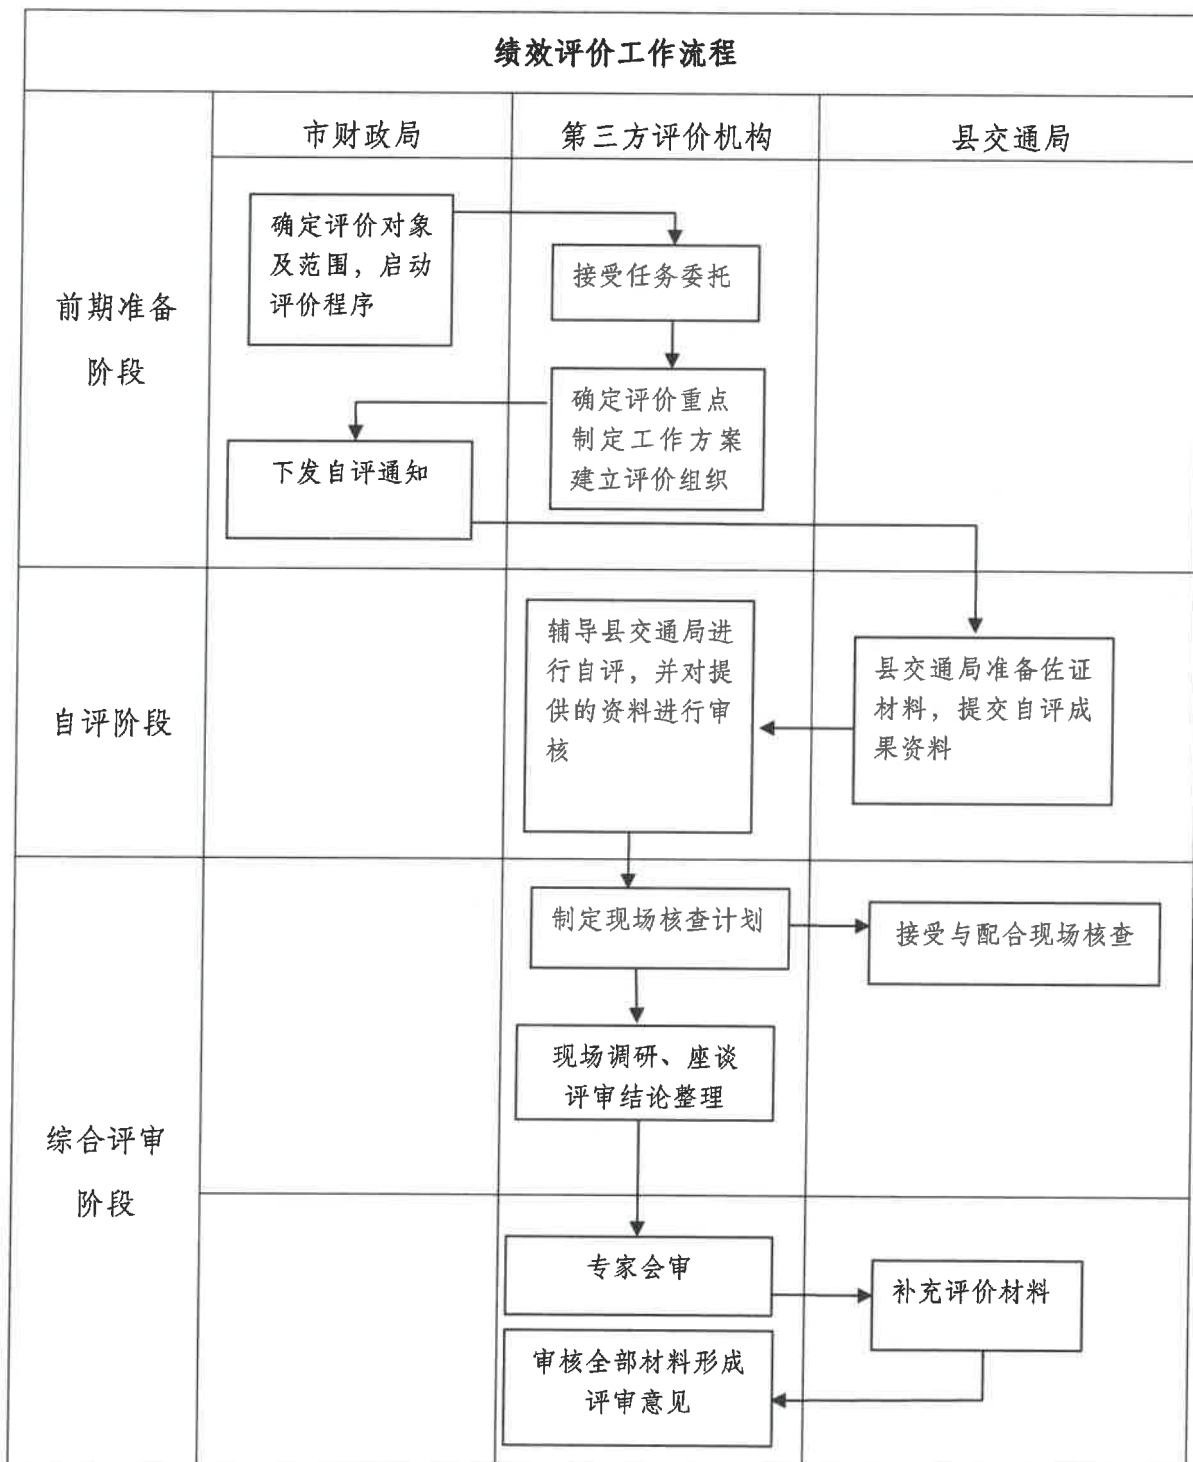 绩效评价工作流程
市财政局
第三方评价机构
县交通局
前期准备
阶段
确定评价对象
及范围，启动
评价程序
接受任务委托
确定评价重点
制定工作方案
建立评价组织
下发自评通知
自评阶段
辅导县交通局进
行自评，并对提
供的资料进行审
核
县交通局准备佐证
材料，提交自评成
果资料
综合评审
阶段
制定现场核查计划
接受与配合现场核查
现场调研、座谈
评审结论整理
专家会审
补充评价材料
审核全部材料形成
评审意见